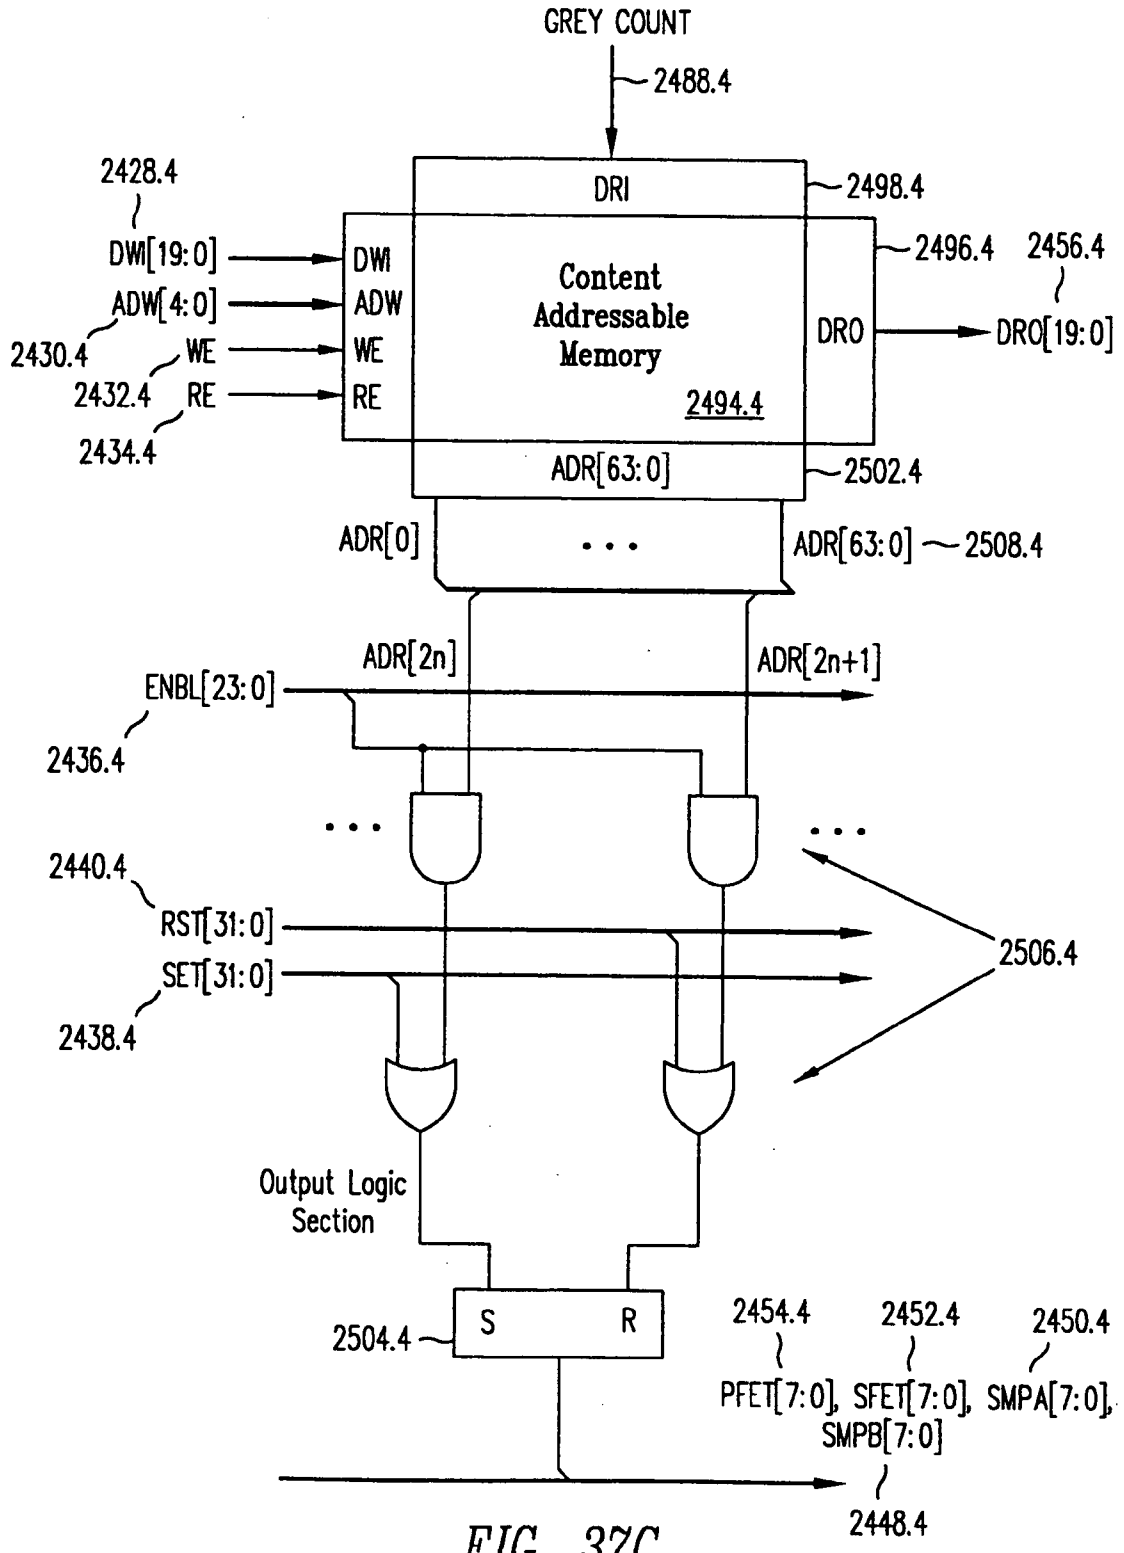 GREY COUNT
2488.4
DRI
2498.4
2428.4
DWI[19:0]
DWI
ADW[4:0]
ADW
2430.4
WE
WE
2432.4
RE
RE
2434.4
Content
Addressable
Memory
2494.4
DRO
2496.4
2456.4
DRO[19:0]
ADR[63:0]
2502.4
ADR[0]
• • •
ADR[63:0]
2508.4
ADR[2n]
ADR[2n+1]
ENBL[23:0]
2436.4
• • •
• • •
2440.4
RST[31:0]
SET[31:0]
2438.4
2506.4
Output Logic
Section
S
R
2504.4
2454.4
2452.4
2450.4
PFET[7:0], SFET[7:0], SMPA[7:0],
SMPB[7:0]
2448.4
FIG. 37C